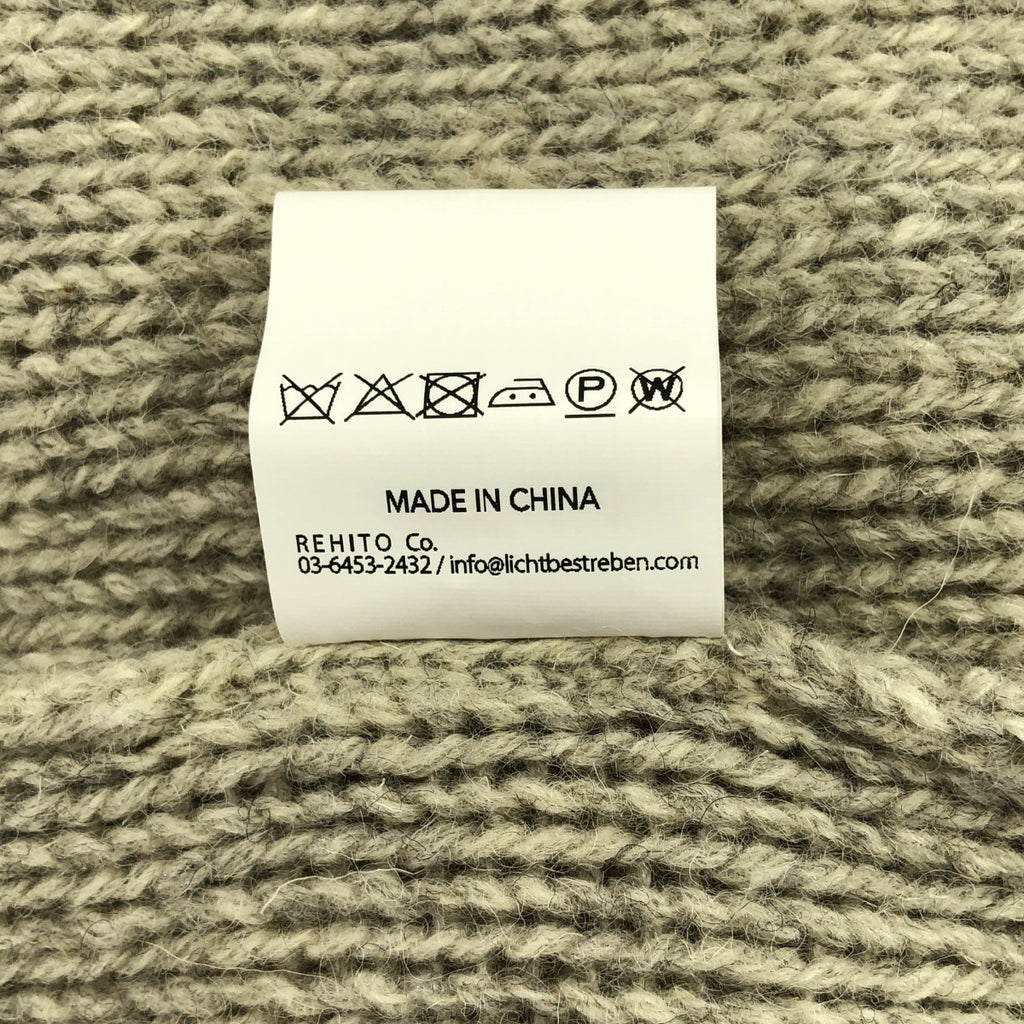 P W
MADE IN CHINA
REHITO Co.
03-6453-2432 / info@lichtbestreben.com